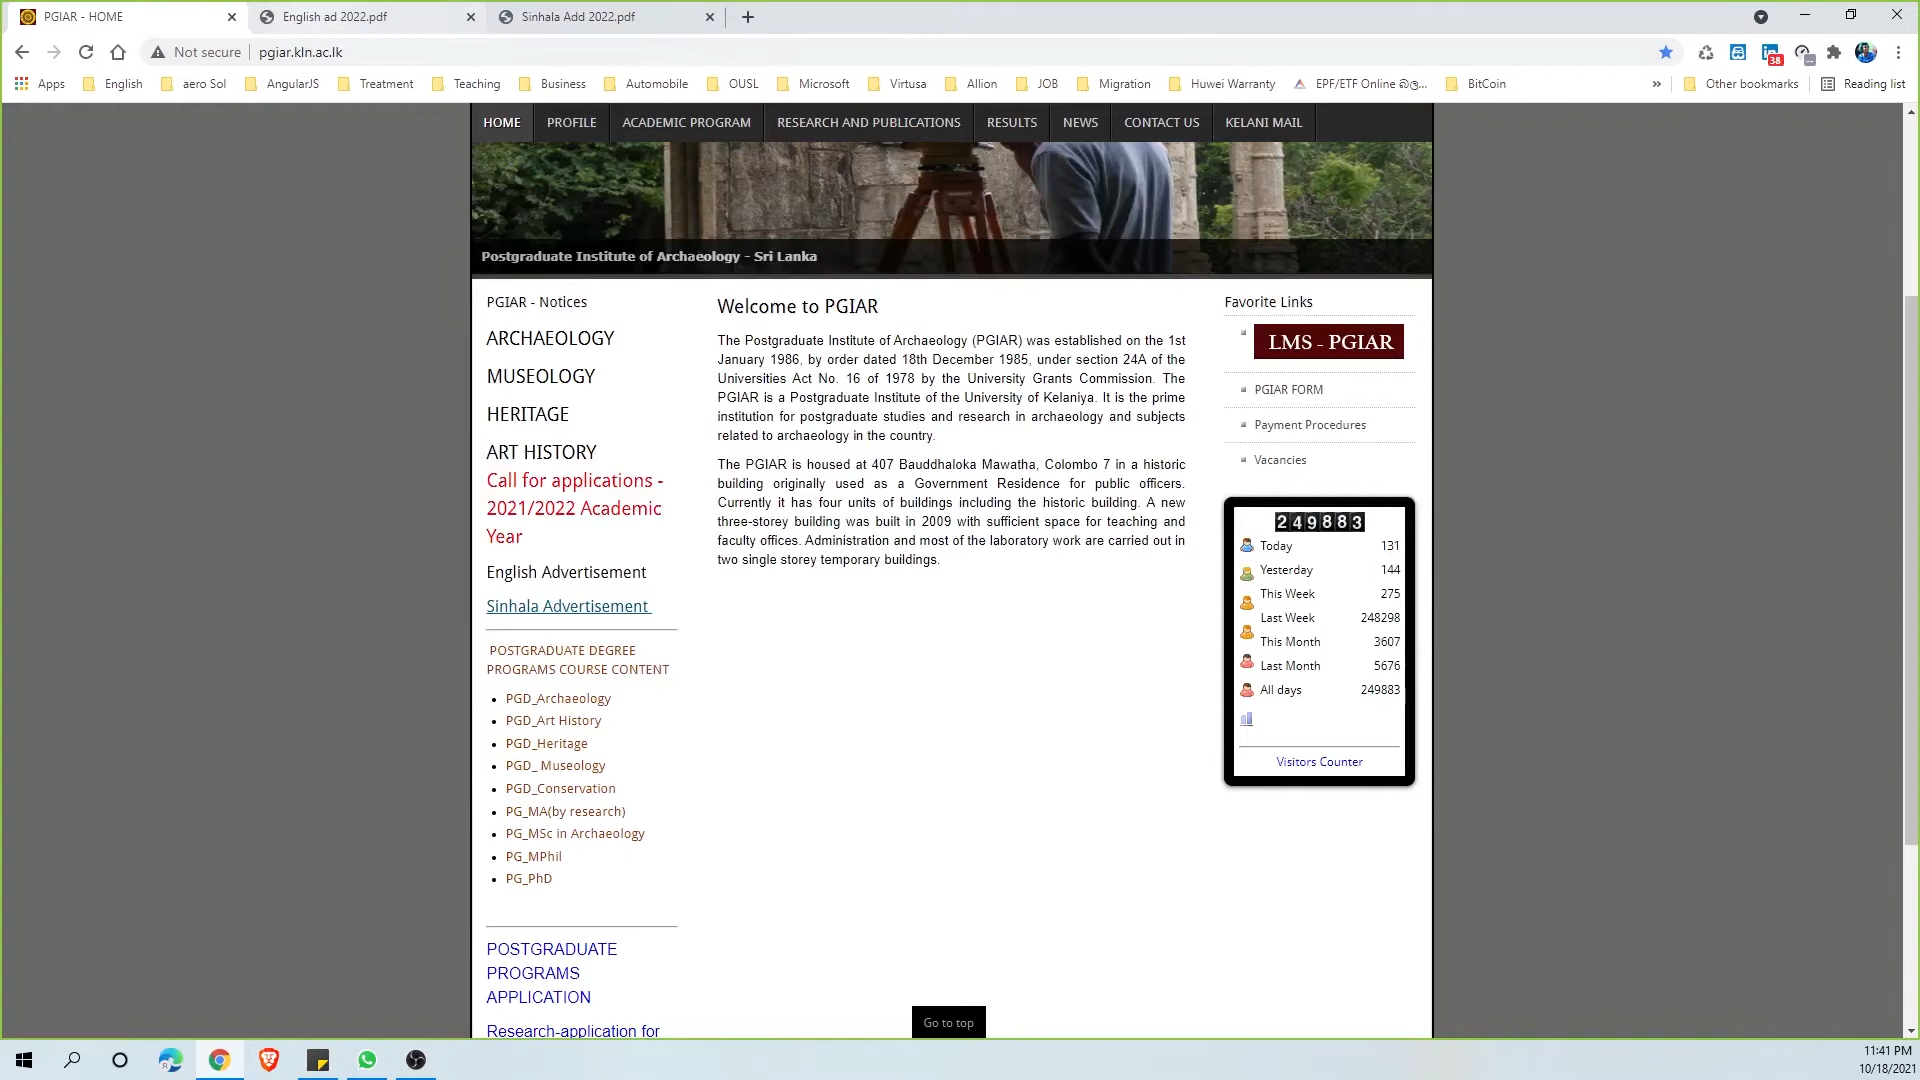 PGIAR - HOME
English ad 2022.pdf
Sinhala Add 2022.pdf
Not secure
pgiar.kln.ac.lk
38
Apps
English
aero Sol
AngularJS
Treatment
Teaching
Business
Automobile
OUSL
Microsoft
Virtusa
Allion
JOB
Migration
Huwei Warranty
EPF/ETF Online
BitCoin
Other bookmarks
Reading list
HOME
PROFILE
ACADEMIC PROGRAM
RESEARCH AND PUBLICATIONS
RESULTS
NEWS
CONTACT US
KELANI MAIL
Postgraduate Institute of Archaeology - Sri Lanka
PGIAR - Notices
ARCHAEOLOGY
MUSEOLOGY
HERITAGE
ART HISTORY
Call for applications -
2021/2022 Academic
Year
English Advertisement
Sinhala Advertisement
POSTGRADUATE DEGREE
PROGRAMS COURSE CONTENT
PGD_Archaeology
PGD_Art History
PGD_Heritage
PGD_ Museology
PGD_Conservation
PG_MA(by research)
PG_MSc in Archaeology
PG_MPhil
PG_PhD
POSTGRADUATE
PROGRAMS
APPLICATION
Research-application for
Welcome to PGIAR
The Postgraduate Institute of Archaeology (PGIAR) was established on the 1st
January 1986, by order dated 18th December 1985, under section 24A of the
Universities Act No. 16 of 1978 by the University Grants Commission. The
PGIAR is a Postgraduate Institute of the University of Kelaniya. It is the prime
institution for postgraduate studies and research in archaeology and subjects
related to archaeology in the country.
The PGIAR is housed at 407 Bauddhaloka Mawatha, Colombo 7 in a historic
building originally used as a Government Residence for public officers.
Currently it has four units of buildings including the historic building. A new
three-storey building was built in 2009 with sufficient space for teaching and
faculty offices. Administration and most of the laboratory work are carried out in
two single storey temporary buildings.
Go to top
Favorite Links
LMS - PGIAR
PGIAR FORM
Payment Procedures
Vacancies
249883
Today 131
Yesterday 144
This Week 275
Last Week 248298
This Month 3607
Last Month 5676
All days 249883
Visitors Counter
11:41 PM
10/18/2021